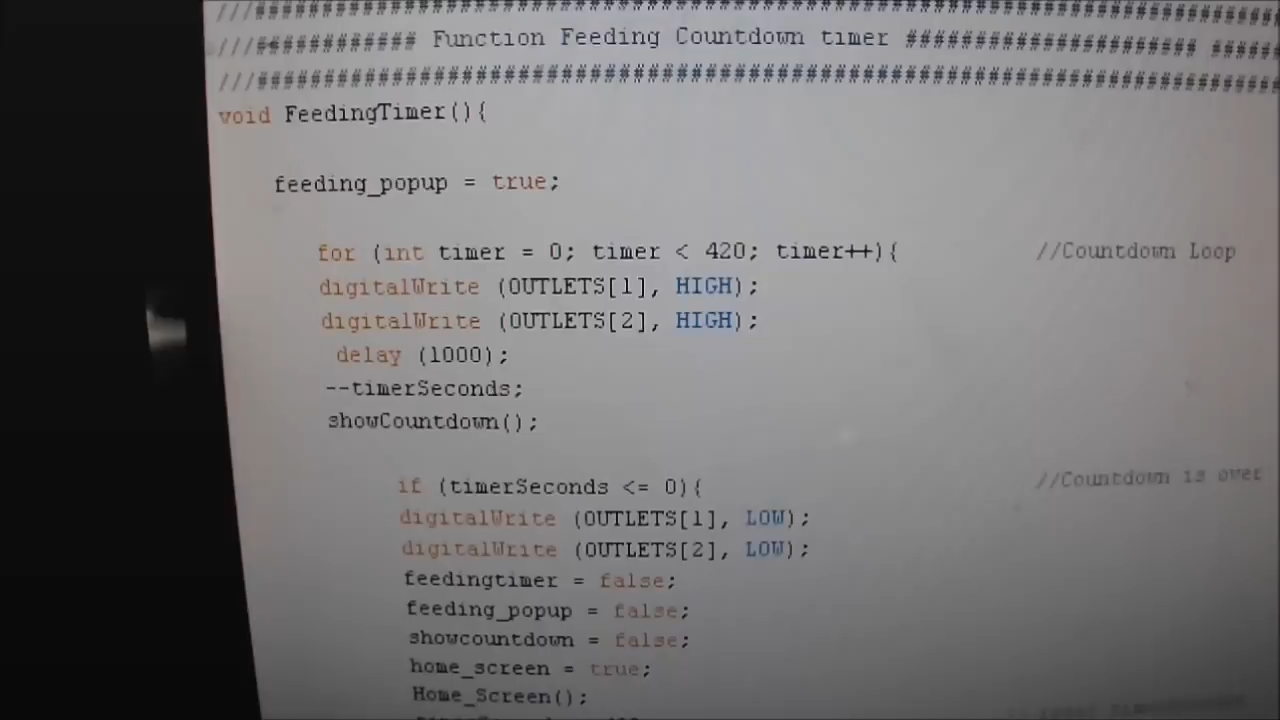 ///##############################################################################
///############ Function Feeding Countdown timer ###################### #####
///##############################################################################
void FeedingTimer(){
feeding_popup = true;
for (int timer = 0; timer < 420; timer++){ //Countdown Loop
digitalWrite (OUTLETS[1], HIGH);
digitalWrite (OUTLETS[2], HIGH);
delay (1000);
--timerSeconds;
showCountdown();
if (timerSeconds <= 0){ //Countdown is over
digitalWrite (OUTLETS[1], LOW);
digitalWrite (OUTLETS[2], LOW);
feedingtimer = false;
feeding_popup = false;
showcountdown = false;
home_screen = true;
Home_Screen();